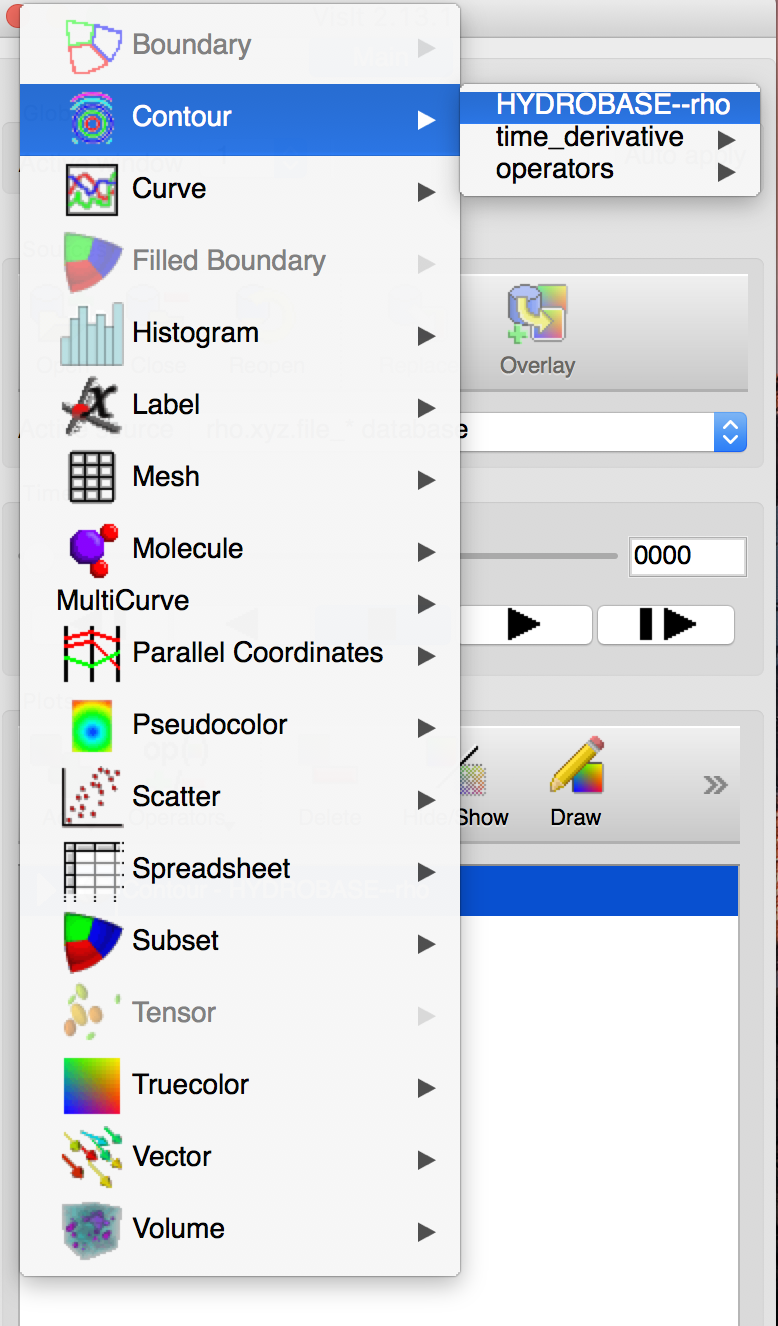 Boundary
Contour
HYDROBASE--rho
time_derivative
operators
Curve
Filled Boundary
Histogram
Overlay
Label
rho.xyz.file_* database
Mesh
Molecule
0000
MultiCurve
Parallel Coordinates
Pseudocolor
Scatter
Show
Draw
Spreadsheet
Subset
Tensor
Truecolor
Vector
Volume